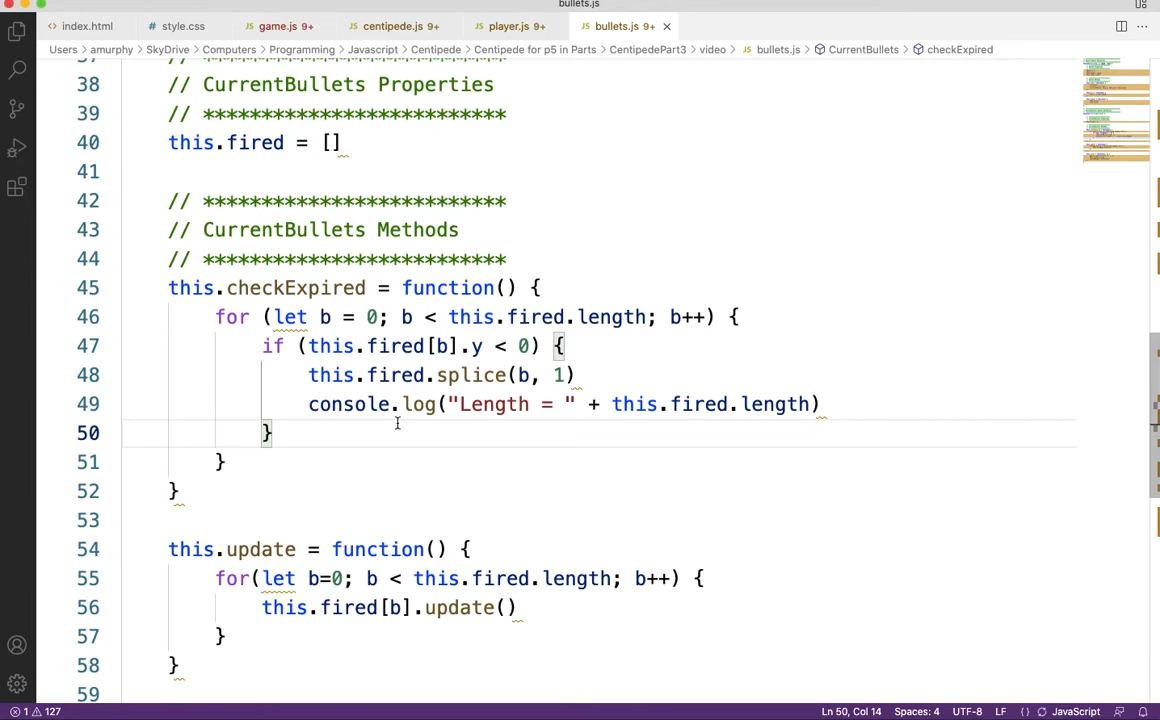 bullets.js
index.html
style.css
game.js 9+
centipede.js 9+
player.js 9+
bullets.js 9+
Users > amurphy > SkyDrive > Computers > Programming > Javascript > Centipede > Centipede for p5 in Parts > CentipedePart3 > video > bullets.js > CurrentBullets > checkExpired
38 // CurrentBullets Properties
39 // **************************
40 this.fired = []
41
42 // **************************
43 // CurrentBullets Methods
44 // **************************
45 this.checkExpired = function() {
46 for (let b = 0; b < this.fired.length; b++) {
47 if (this.fired[b].y < 0) {
48 this.fired.splice(b, 1)
49 console.log("Length = " + this.fired.length)
50 }
51 }
52 }
53
54 this.update = function() {
55 for(let b=0; b < this.fired.length; b++) {
56 this.fired[b].update()
57 }
58 }
59
1 127 Ln 50, Col 14 Spaces: 4 UTF-8 LF {} JavaScript